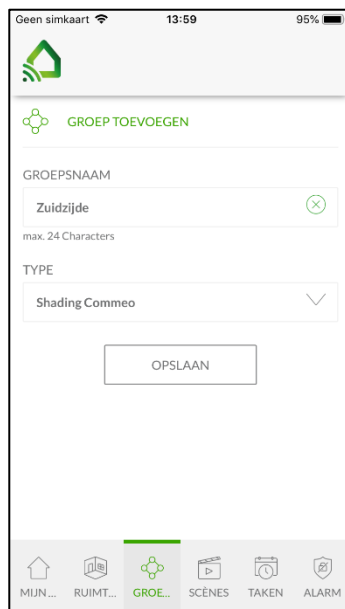 Geen simkaart 13:59 95%
GROEP TOEVOEGEN
GROEPSNAAM
Zuidzijde
max. 24 Characters
TYPE
Shading Commeo
OPSLAAN
MIJN ... RUIMT... GROE... SCÈNES TAKEN ALARM